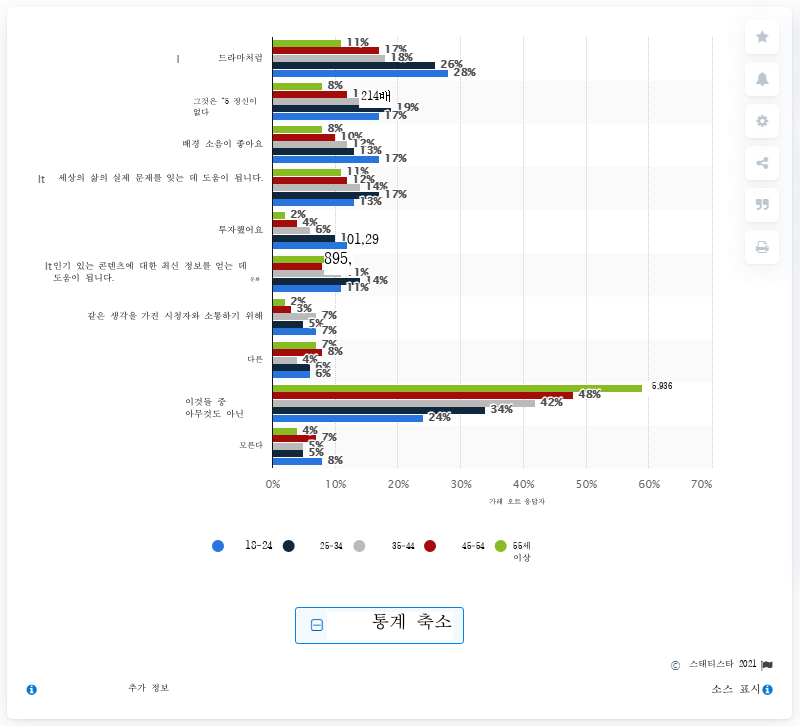 드라마처럼
11%
17%
18%
26%
28%
그것은 "5 정신이
없다
8%
214배
19%
17%
배경 소음이 좋아요
8%
10%
12%
13%
17%
It 세상의 삶의 실제 문제를 잊는 데 도움이 됩니다.
11%
12%
14%
17%
13%
투자했어요
2%
4%
6%
101,29
It인기 있는 콘텐츠에 대한 최신 정보를 얻는 데
도움이 됩니다.
문화
895,
1%
14%
11%
같은 생각을 가진 시청자와 소통하기 위해
2%
3%
7%
5%
7%
다른
7%
8%
4%
6%
6%
이것들 중
아무것도 아닌
5,936
48%
42%
34%
24%
모른다
4%
7%
5%
5%
8%
0% 10% 20% 30% 40% 50% 60% 70%
가레 오트 응답자
18-24 25-34 35-44 45-54 55세
이상
통계 축소
© 스태티스타 2021
추가 정보 소스 표시